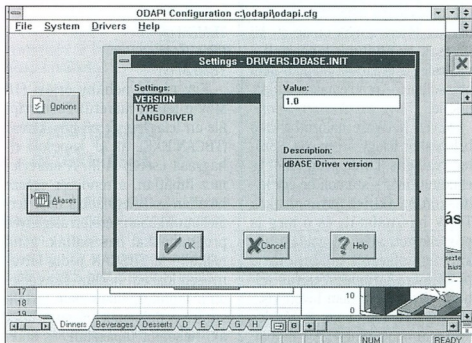 ODAPI Configuration c:\odapi\odapi.cfg
File System Drivers Help
Settings - DRIVERS.DBASE.INIT
Settings:
VERSION
TYPE
LANGDRIVER
Value:
1.0
Description:
dBASE Driver version
Options
Aliases
OK
Cancel
Help
ás
10
0
17
18
19
Dinners Beverages Desserts D E F G H G
NUM READY